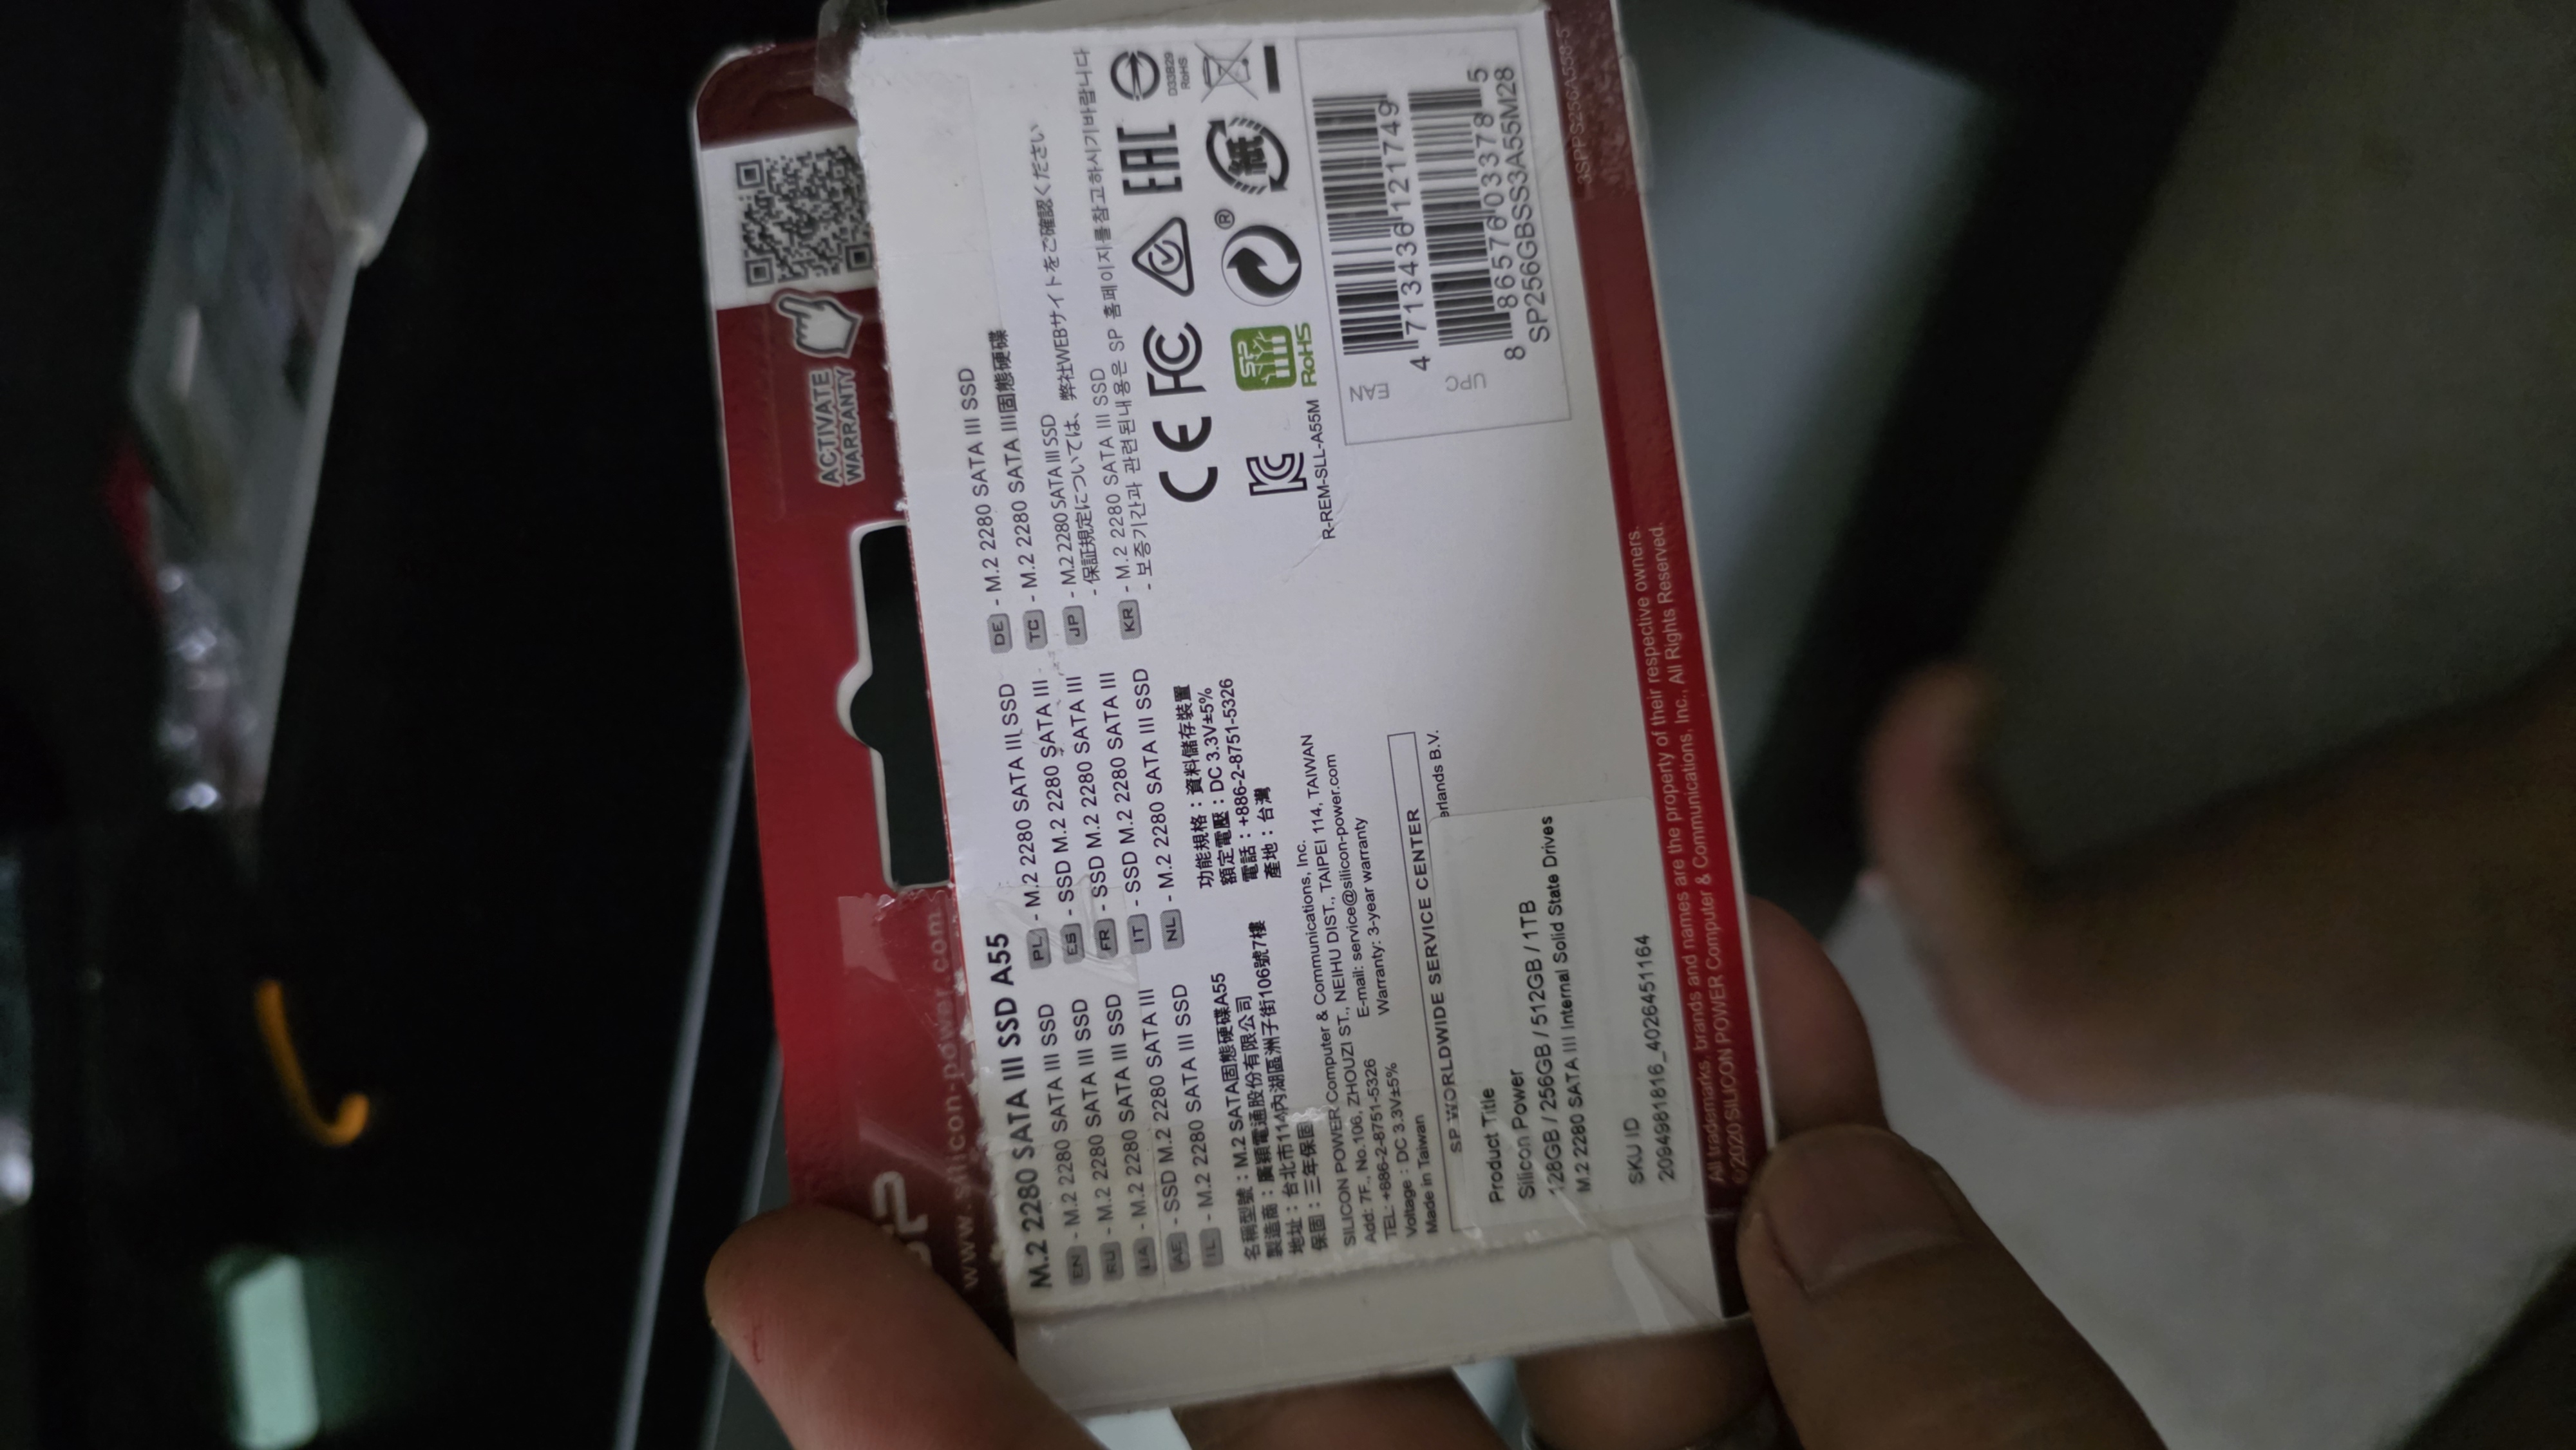 ACTIVATE
WARRANTY
www.silicon-power.com
M.2 2280 SATA III SSD A55
EN - M.2 2280 SATA III SSD
RU - M.2 2280 SATA III SSD
UA - M.2 2280 SATA III SSD
AE - SSD M.2 2280 SATA III
IL - M.2 2280 SATA III SSD
PL - M.2 2280 SATA III SSD
ES - SSD M.2 2280 SATA III
FR - SSD M.2 2280 SATA III
IT - SSD M.2 2280 SATA III
NL - M.2 2280 SATA III SSD
DE - M.2 2280 SATA III SSD
TC - M.2 2280 SATA III固態硬碟
JP - M.2 2280 SATA III SSD
- 保証規定については、弊社WEBサイトをご確認ください
KR - M.2 2280 SATA III SSD
- 보증기간과 관련된내용은 SP 홈페이지를참고하시기바랍니다
名稱型號：M.2 SATA固態硬碟A55
製造商：廣穎電通股份有限公司
地址：台北市114內湖區洲子街106號7樓
保固：三年保固
功能規格：資料儲存裝置
額定電壓：DC 3.3V±5%
電話：+886-2-8751-5326
產地：台灣
SILICON POWER Computer & Communications, Inc.
Add: 7F., No.106, ZHOUZI ST., NEIHU DIST., TAIPEI 114, TAIWAN
TEL: +886-2-8751-5326 E-mail: service@silicon-power.com
Voltage : DC 3.3V±5% Warranty: 3-year warranty
Made in Taiwan
SP WORLDWIDE SERVICE CENTER
erlands B.V.
Product Title
Silicon Power
128GB / 256GB / 512GB / 1TB
M.2 2280 SATA III Internal Solid State Drives
SKU ID
2094981816_4026451164
CE FC EAC
D33B29
RoHS
紙
SP
RoHS
R-REM-SLL-A55M
EAN
4 713436 121749
UPC
8 86576 03378 5
SP256GBSS3A55M28
All trademarks, brands and names are the property of their respective owners.
©2020 SILICON POWER Computer & Communications, Inc., All Rights Reserved.